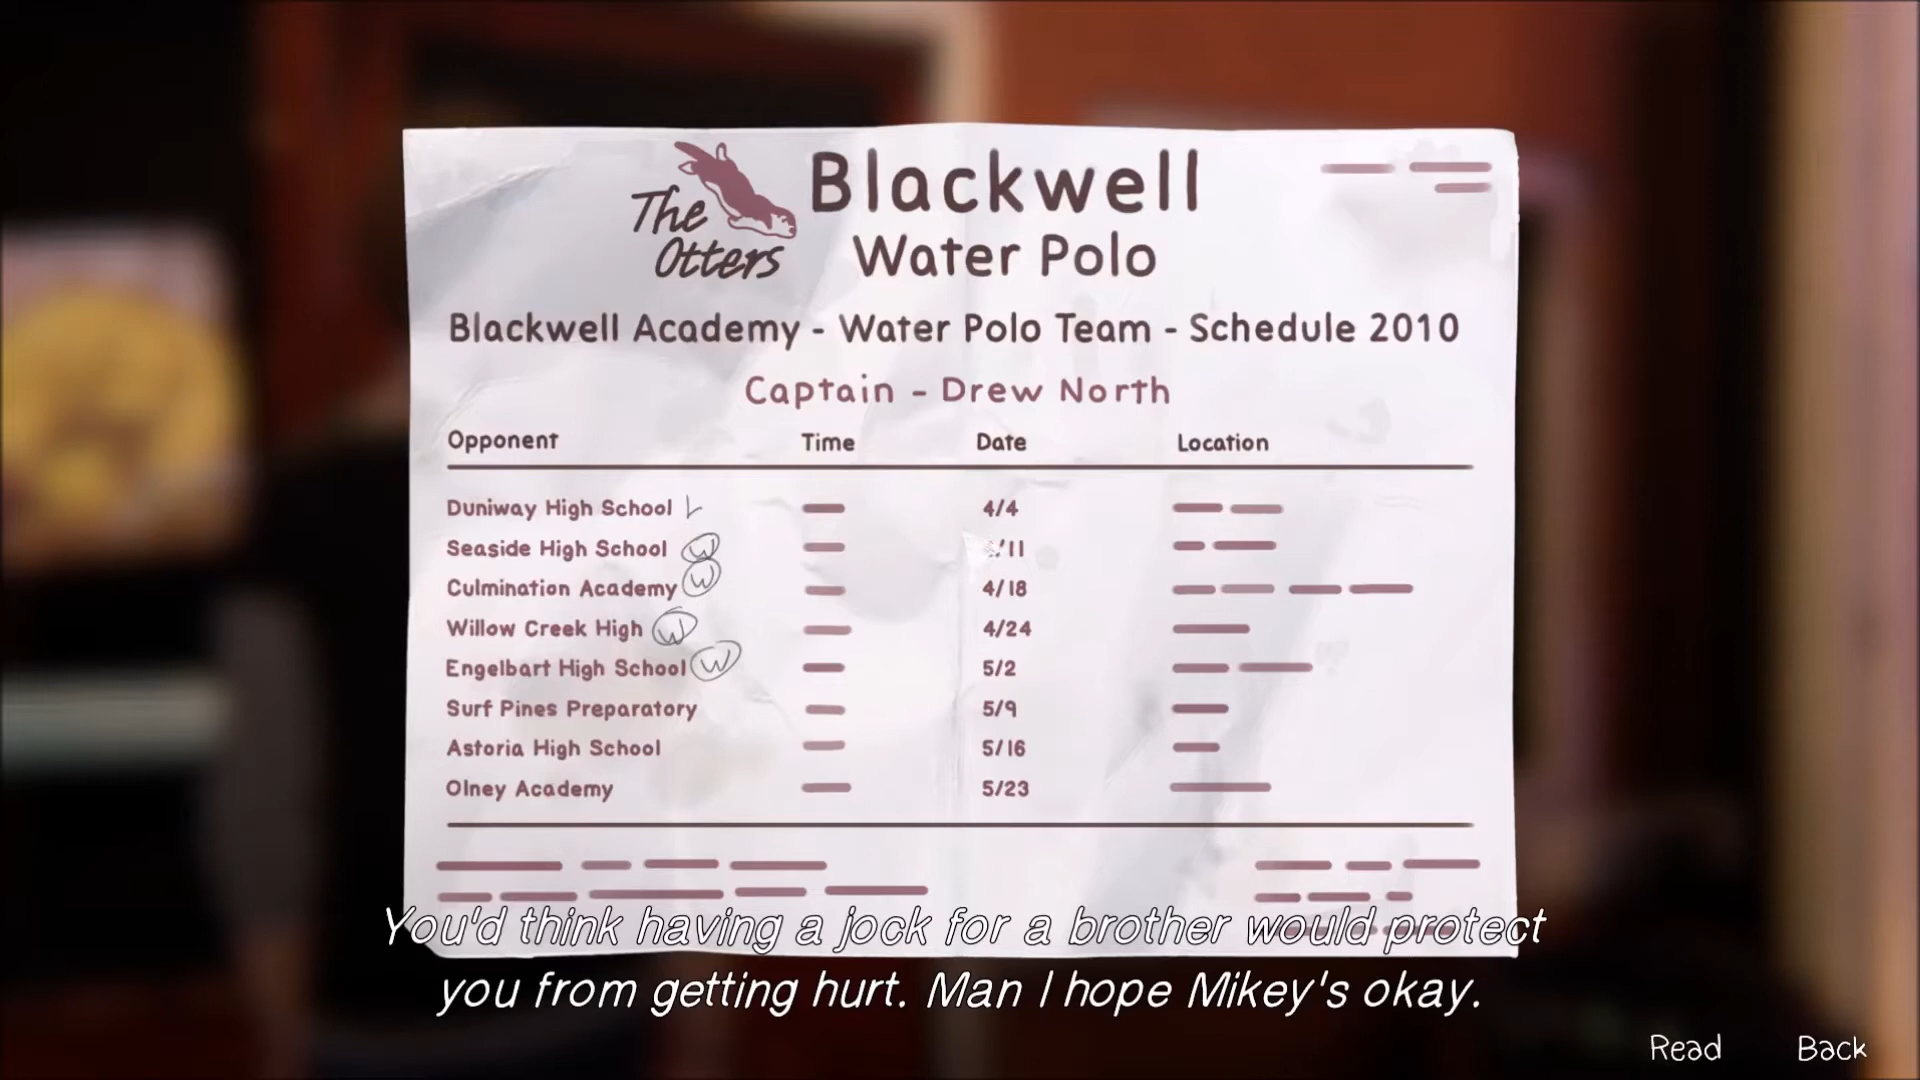 The Otters
Blackwell
Water Polo
Blackwell Academy - Water Polo Team - Schedule 2010
Captain - Drew North
Opponent Time Date Location
Duniway High School L 4/4
Seaside High School W /11
Culmination Academy W 4/18
Willow Creek High W 4/24
Engelbart High School W 5/2
Surf Pines Preparatory 5/9
Astoria High School 5/16
Olney Academy 5/23
You'd think having a jock for a brother would protect
you from getting hurt. Man I hope Mikey's okay.
Read Back